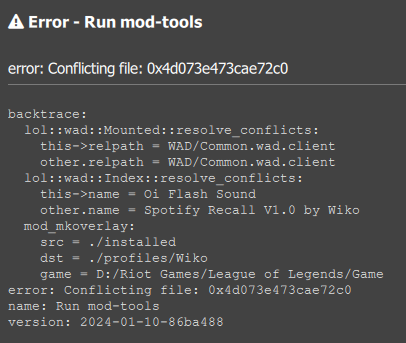 Error - Run mod-tools
error: Conflicting file: 0x4d073e473cae72c0
backtrace:
lol::wad::Mounted::resolve_conflicts:
this->relpath = WAD/Common.wad.client
other.relpath = WAD/Common.wad.client
lol::wad::Index::resolve_conflicts:
this->name = Oi Flash Sound
other.name = Spotify Recall V1.0 by Wiko
mod_mkoverlay:
src = ./installed
dst = ./profiles/Wiko
game = D:/Riot Games/League of Legends/Game
error: Conflicting file: 0x4d073e473cae72c0
name: Run mod-tools
version: 2024-01-10-86ba488